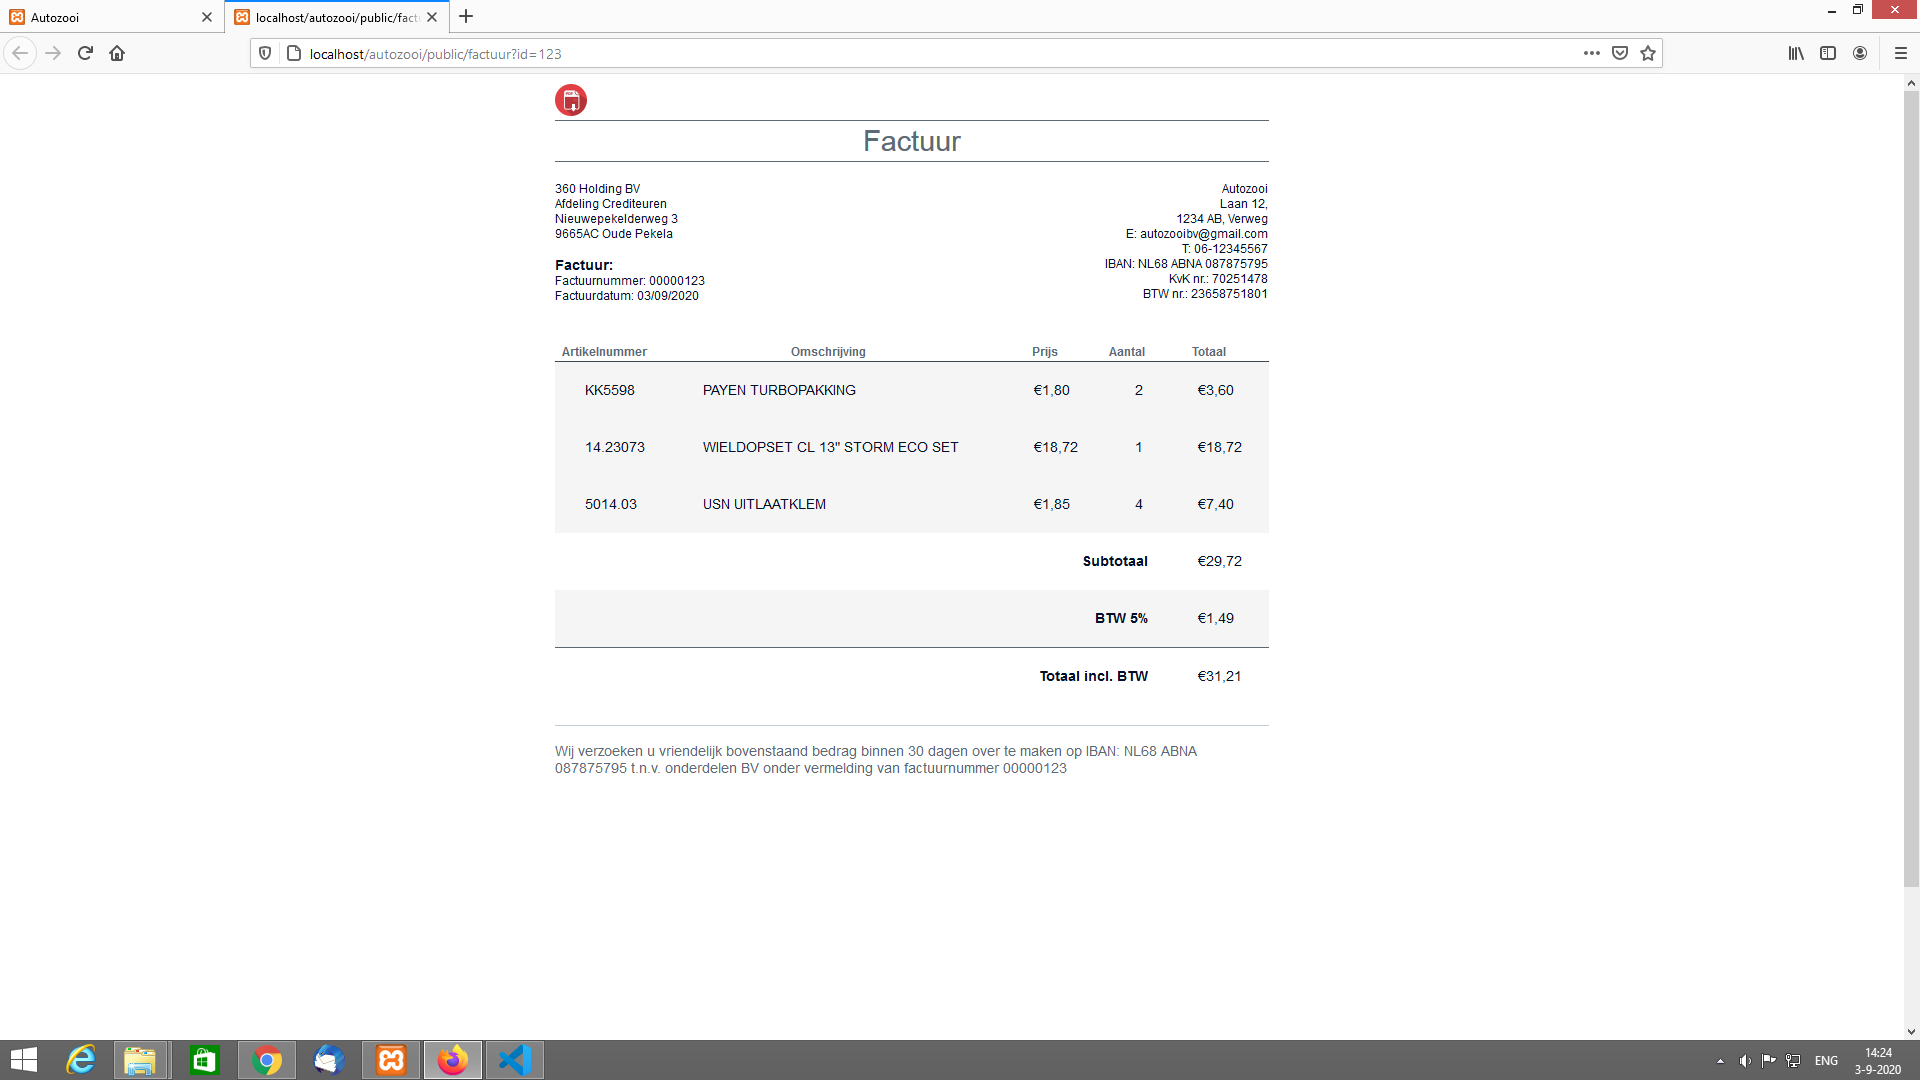 Autozooi
localhost/autozooi/public/fact
localhost/autozooi/public/factuur?id=123
Factuur
360 Holding BV
Afdeling Crediteuren
Nieuwepekelderweg 3
9665AC Oude Pekela
Autozooi
Laan 12,
1234 AB, Verweg
E: autozooibv@gmail.com
T: 06-12345567
IBAN: NL68 ABNA 087875795
KvK nr.: 70251478
BTW nr.: 23658751801
Factuur:
Factuurnummer: 00000123
Factuurdatum: 03/09/2020
Artikelnummer Omschrijving Prijs Aantal Totaal
KK5598 PAYEN TURBOPAKKING €1,80 2 €3,60
14.23073 WIELDOPSET CL 13" STORM ECO SET €18,72 1 €18,72
5014.03 USN UITLAATKLEM €1,85 4 €7,40
Subtotaal €29,72
BTW 5% €1,49
Totaal incl. BTW €31,21
Wij verzoeken u vriendelijk bovenstaand bedrag binnen 30 dagen over te maken op IBAN: NL68 ABNA
087875795 t.n.v. onderdelen BV onder vermelding van factuurnummer 00000123
ENG
14:24
3-9-2020